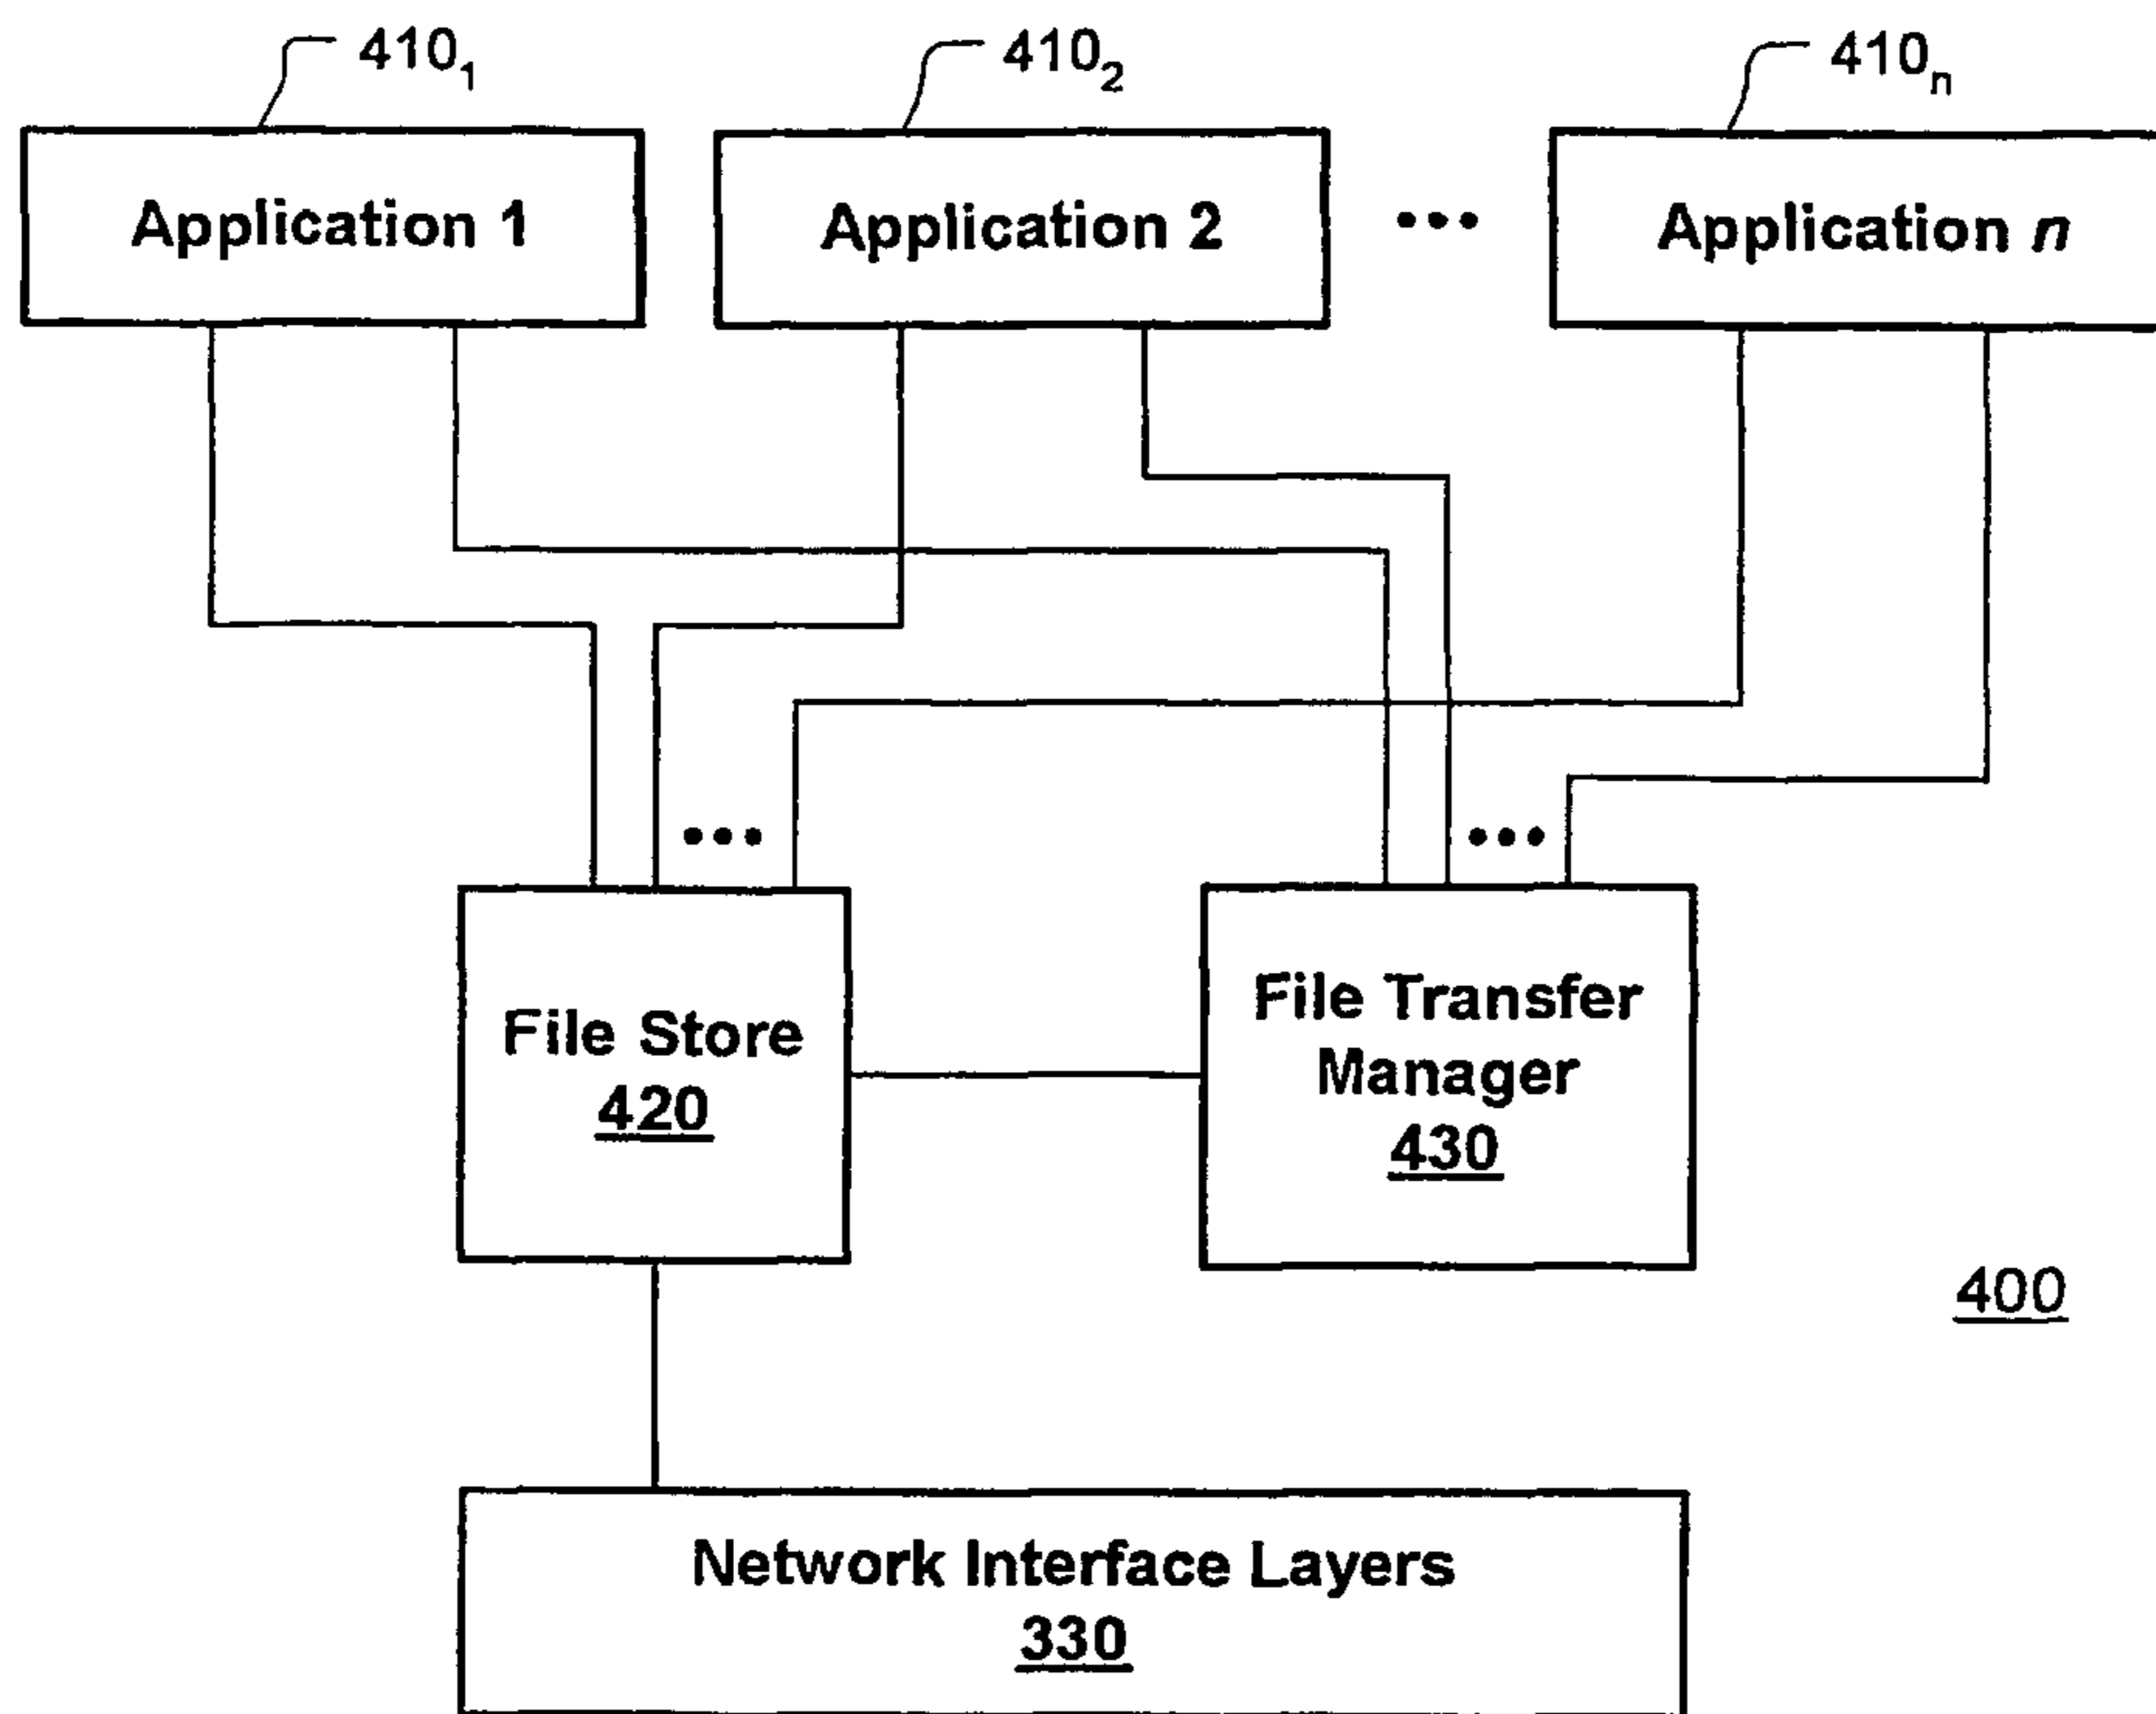 410₁
410₂
410ₙ
Application 1
Application 2
•••
Application n
•••
•••
File Store
420
File Transfer
Manager
430
400
Network Interface Layers
330